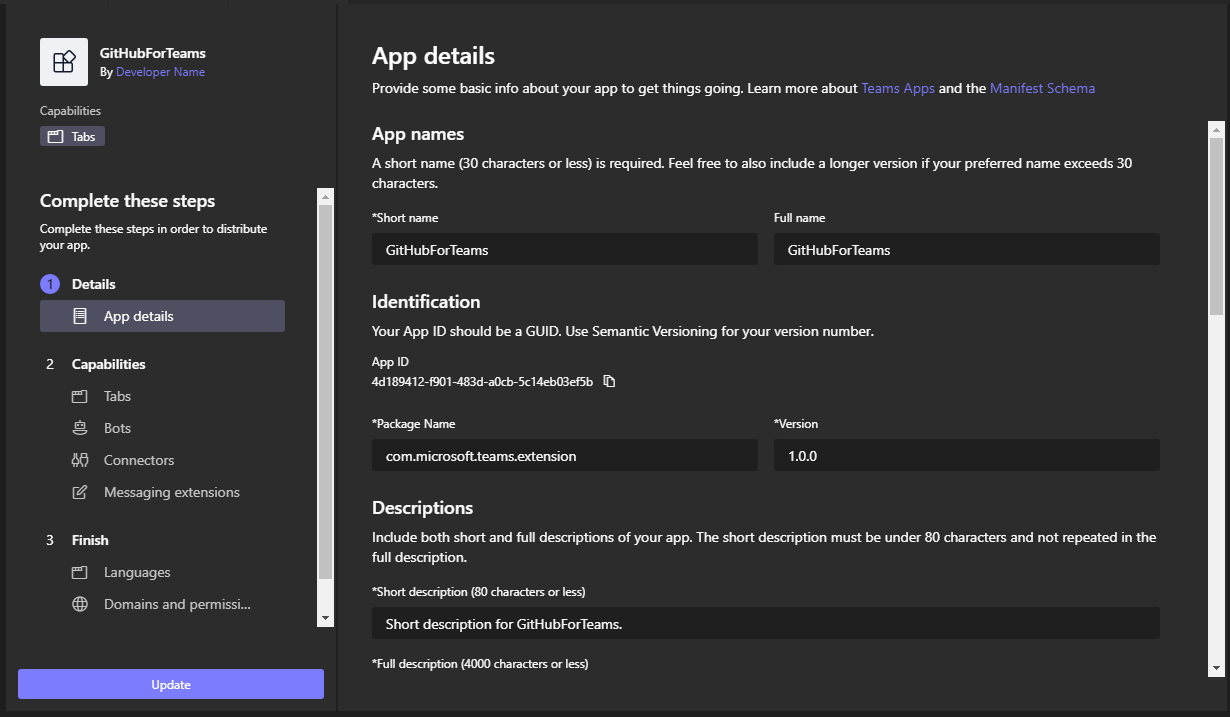 GitHubForTeams
By Developer Name
Capabilities
Tabs
Complete these steps
Complete these steps in order to distribute
your app.
1 Details
App details
2 Capabilities
Tabs
Bots
Connectors
Messaging extensions
3 Finish
Languages
Domains and permissi...
Update
App details
Provide some basic info about your app to get things going. Learn more about Teams Apps and the Manifest Schema
App names
A short name (30 characters or less) is required. Feel free to also include a longer version if your preferred name exceeds 30
characters.
*Short name
Full name
GitHubForTeams
GitHubForTeams
Identification
Your App ID should be a GUID. Use Semantic Versioning for your version number.
App ID
4d189412-f901-483d-a0cb-5c14eb03ef5b
*Package Name
*Version
com.microsoft.teams.extension
1.0.0
Descriptions
Include both short and full descriptions of your app. The short description must be under 80 characters and not repeated in the
full description.
*Short description (80 characters or less)
Short description for GitHubForTeams.
*Full description (4000 characters or less)